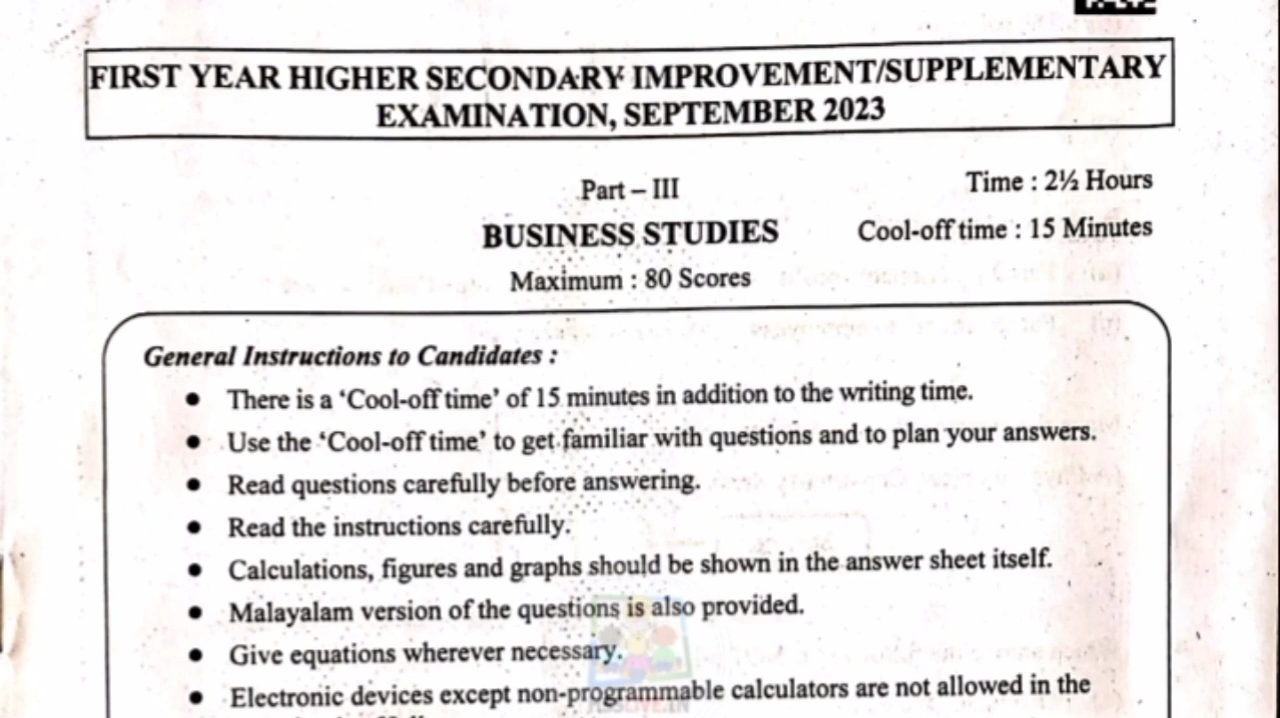 FIRST YEAR HIGHER SECONDARY IMPROVEMENT/SUPPLEMENTARY
EXAMINATION, SEPTEMBER 2023
Part – III
Time : 2½ Hours
BUSINESS STUDIES
Cool-off time : 15 Minutes
Maximum : 80 Scores
General Instructions to Candidates :
● There is a ‘Cool-off time’ of 15 minutes in addition to the writing time.
● Use the ‘Cool-off time’ to get familiar with questions and to plan your answers.
● Read questions carefully before answering.
● Read the instructions carefully.
● Calculations, figures and graphs should be shown in the answer sheet itself.
● Malayalam version of the questions is also provided.
● Give equations wherever necessary.
● Electronic devices except non-programmable calculators are not allowed in the